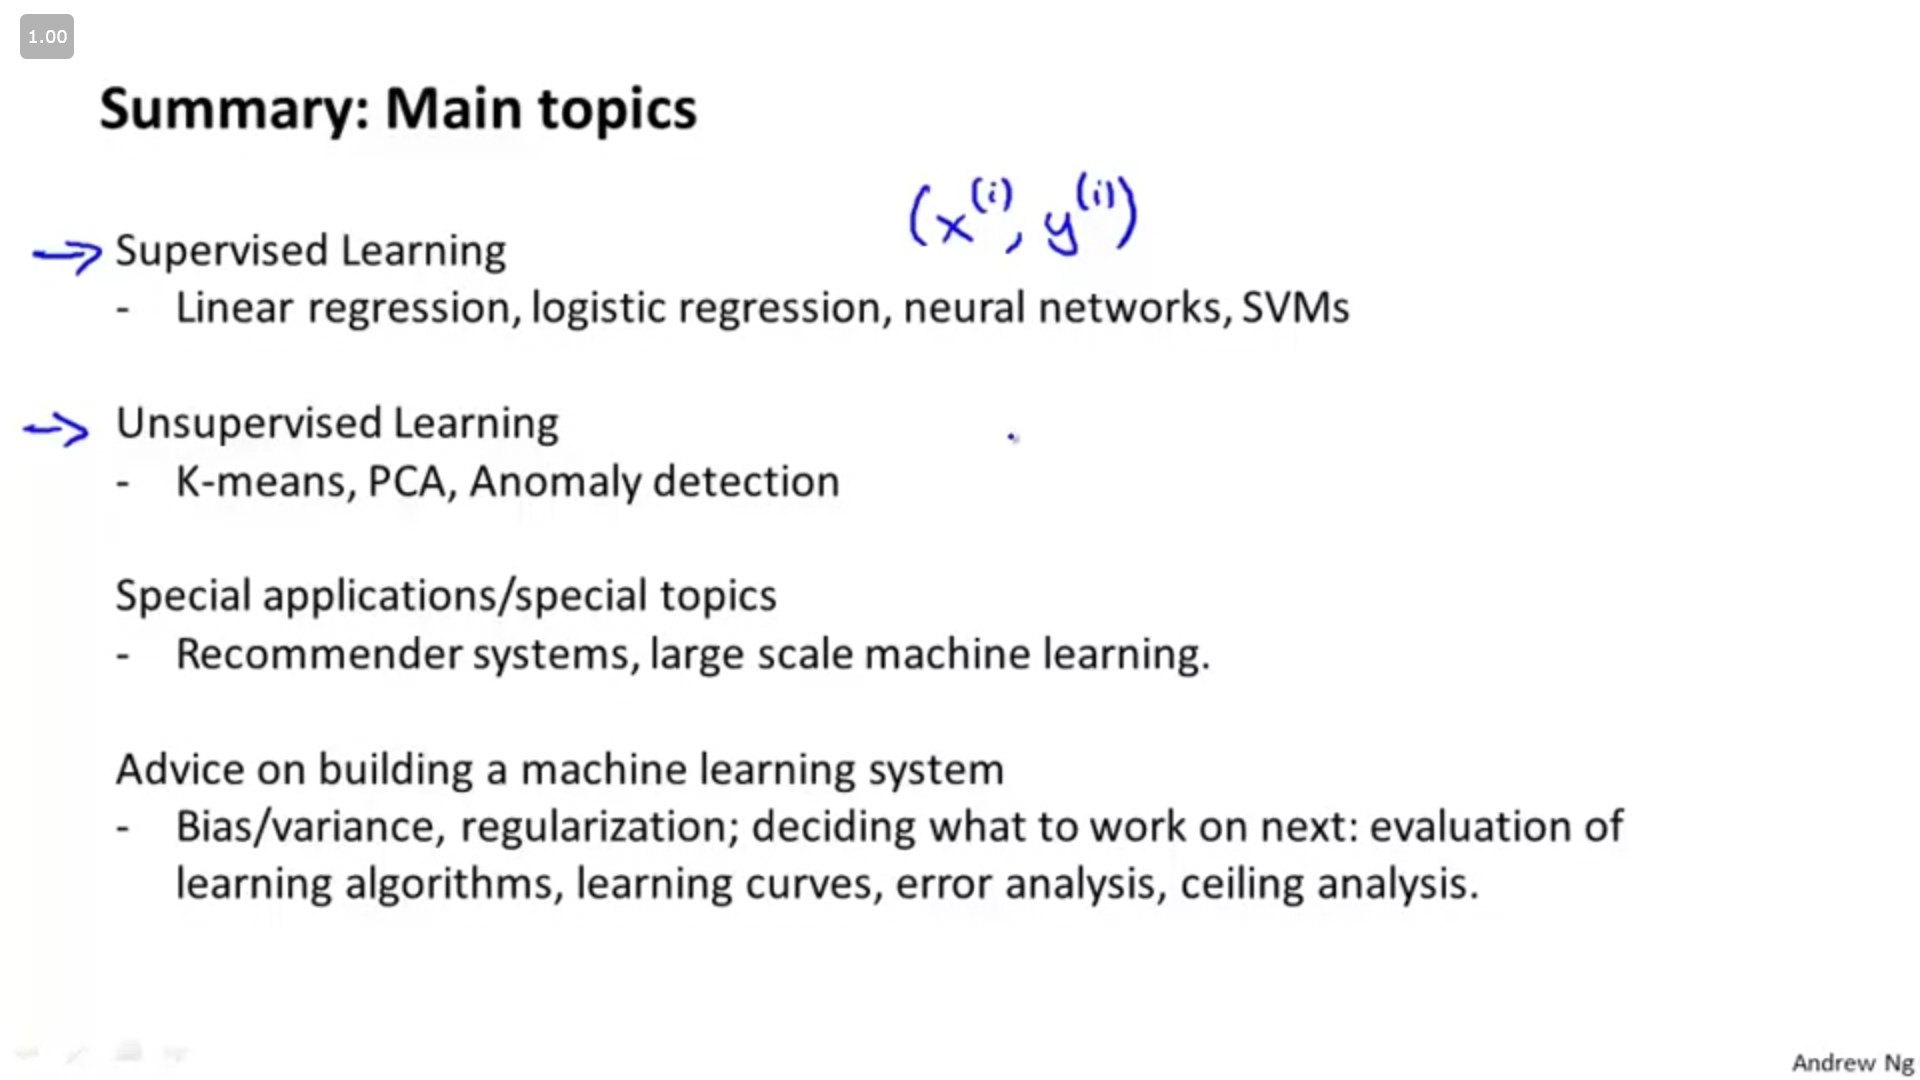 1.00
Summary: Main topics
(x^(i), y^(i))
Supervised Learning
- Linear regression, logistic regression, neural networks, SVMs
Unsupervised Learning
- K-means, PCA, Anomaly detection
Special applications/special topics
- Recommender systems, large scale machine learning.
Advice on building a machine learning system
- Bias/variance, regularization; deciding what to work on next: evaluation of
learning algorithms, learning curves, error analysis, ceiling analysis.
Andrew Ng